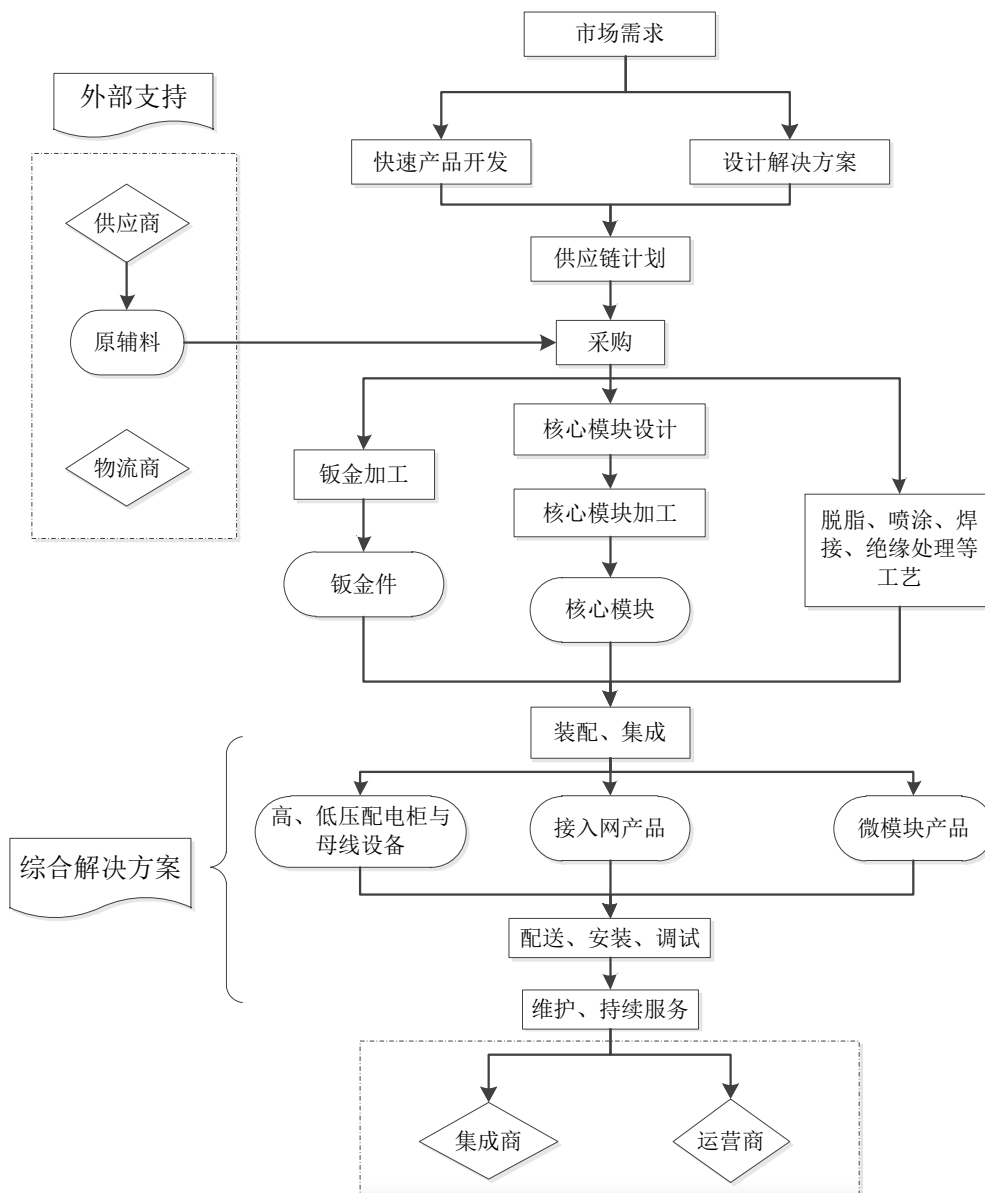 市场需求
外部支持
快速产品开发
设计解决方案
供应商
供应链计划
原辅料
采购
核心模块设计
物流商
钣金加工
核心模块加工
脱脂、喷涂、焊
接、绝缘处理等
工艺
钣金件
核心模块
装配、集成
高、低压配电柜与
母线设备
接入网产品
微模块产品
综合解决方案
配送、安装、调试
维护、持续服务
集成商
运营商